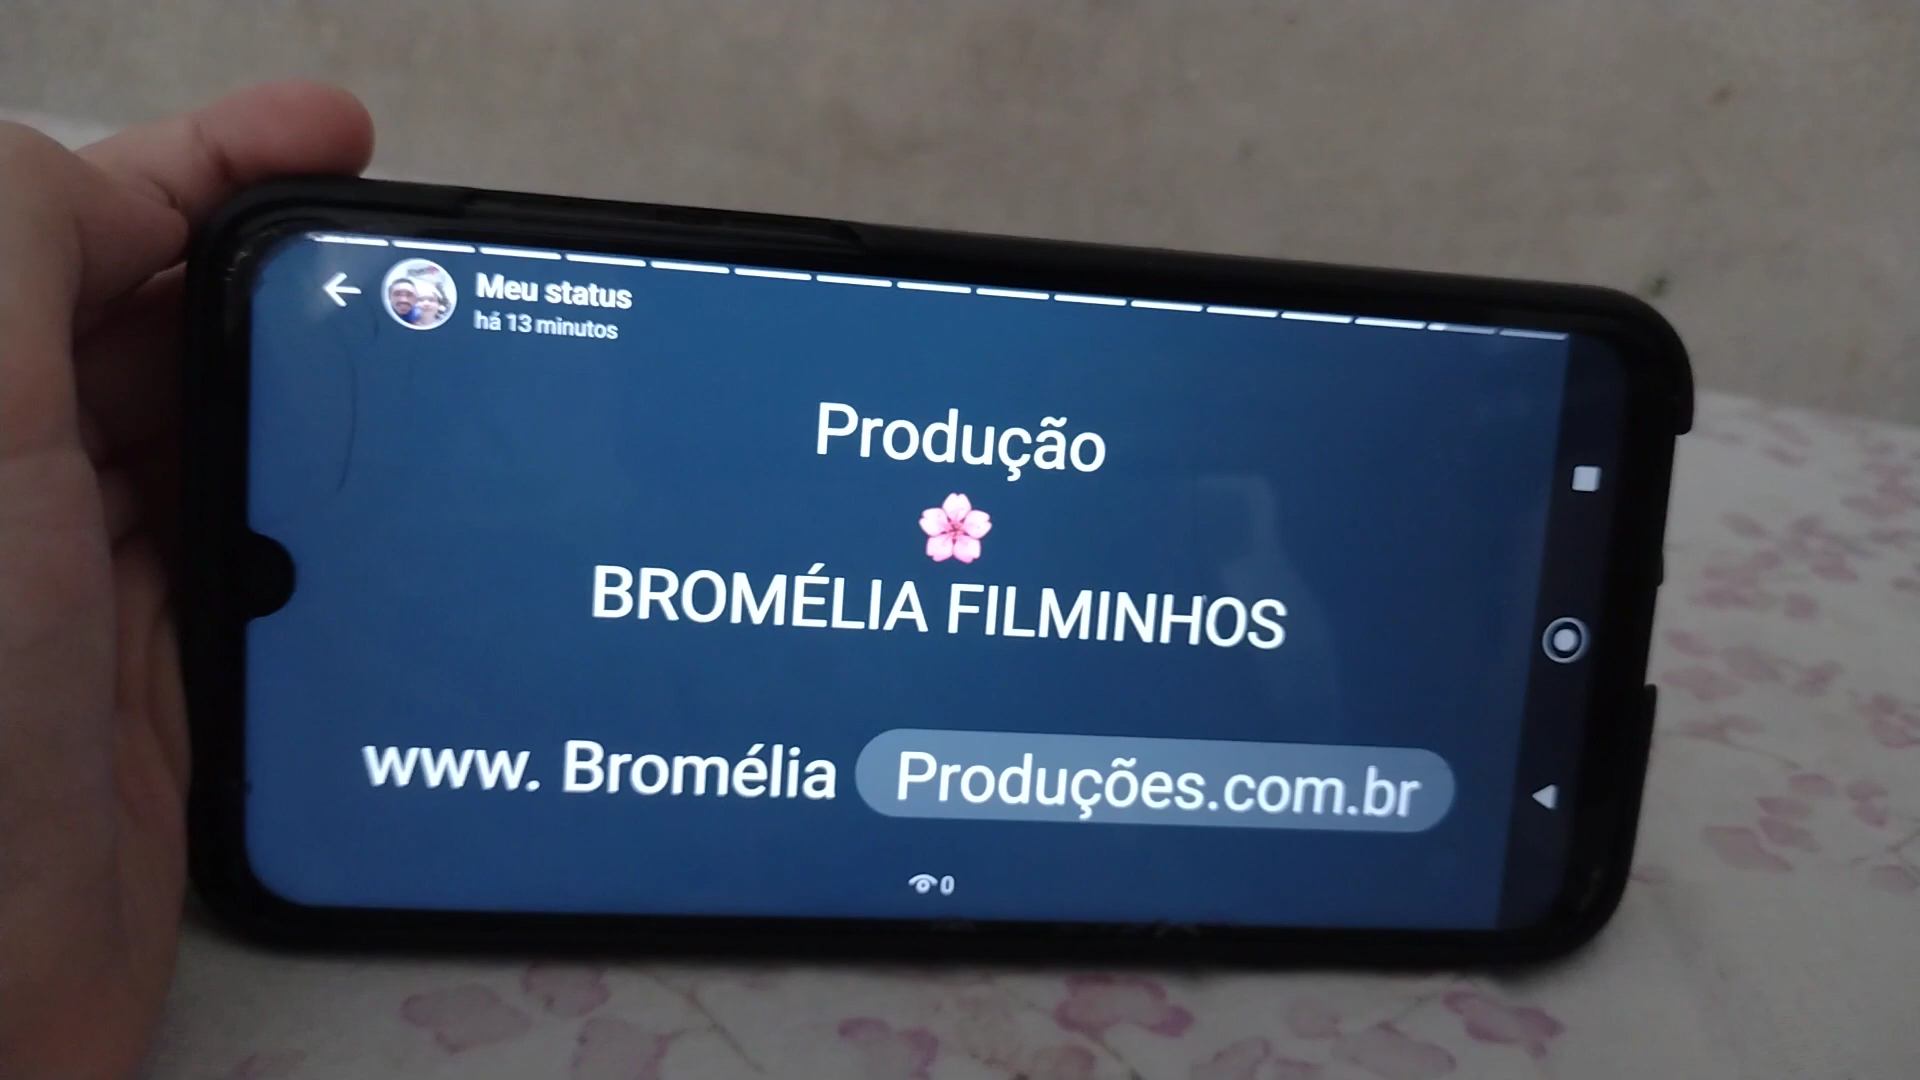 Meu status
há 13 minutos
Produção
🌸
BROMÉLIA FILMINHOS
www. Bromélia Produções.com.br
0